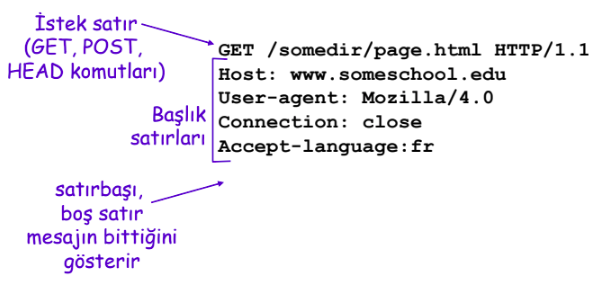 İstek satır
(GET, POST,
HEAD komutları)
GET /somedir/page.html HTTP/1.1
Host: www.someschool.edu
User-agent: Mozilla/4.0
Connection: close
Accept-language:fr
Başlık
satırları
satırbaşı,
boş satır
mesajın bittiğini
gösterir